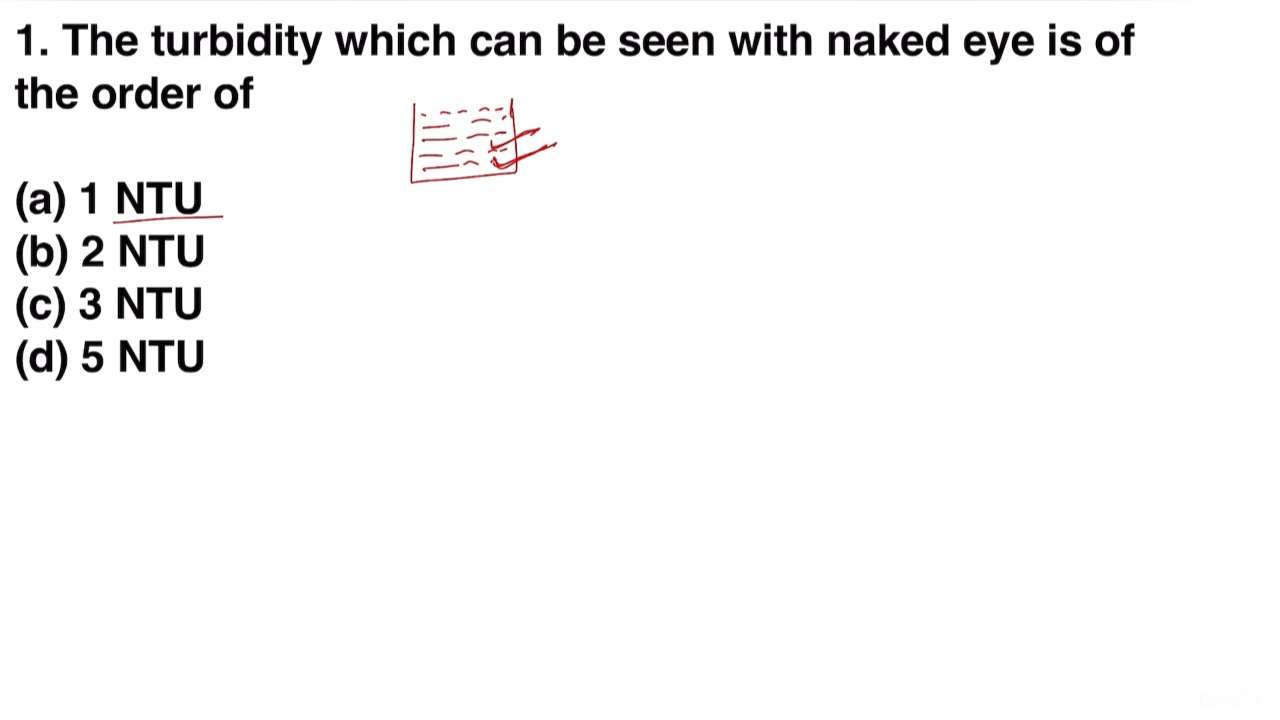 1. The turbidity which can be seen with naked eye is of
the order of
(a) 1 NTU
(b) 2 NTU
(c) 3 NTU
(d) 5 NTU